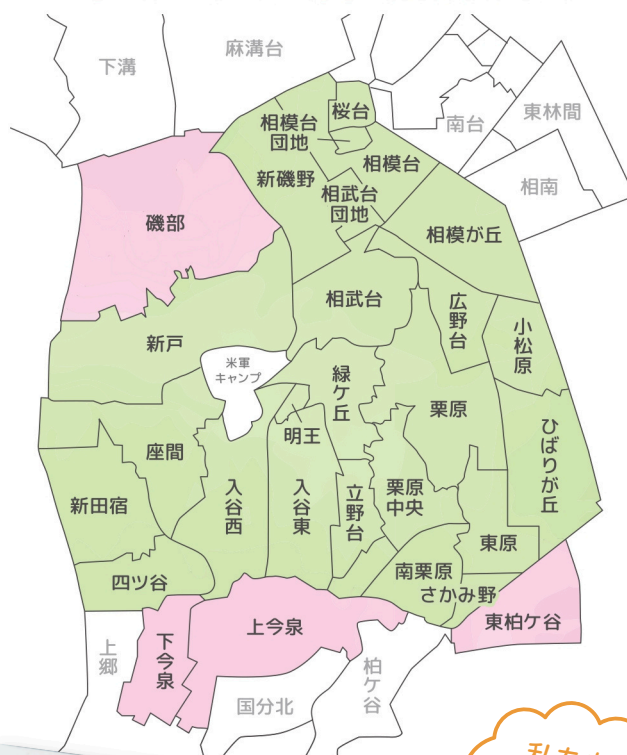 下溝
麻溝台
南台
東林間
相南
桜台
相模台
団地
相模台
新磯野
相武台
団地
磯部
相模が丘
相武台
広野台
小松原
新戸
米軍
キャンプ
緑ケ丘
栗原
ひばりが丘
明王
座間
入谷西
入谷東
立野台
栗原
中央
新田宿
東原
四ツ谷
南栗原
さかみ野
東柏ケ谷
上今泉
下今泉
上郷
柏ケ谷
国分北